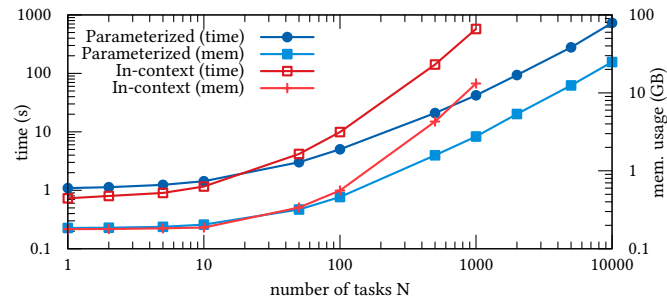 1000
100
10
1
0.1
time (s)
Parameterized (time)
Parameterized (mem)
In-context (time)
In-context (mem)
100
10
1
0.1
mem. usage (GB)
1 10 100 1000 10000
number of tasks N